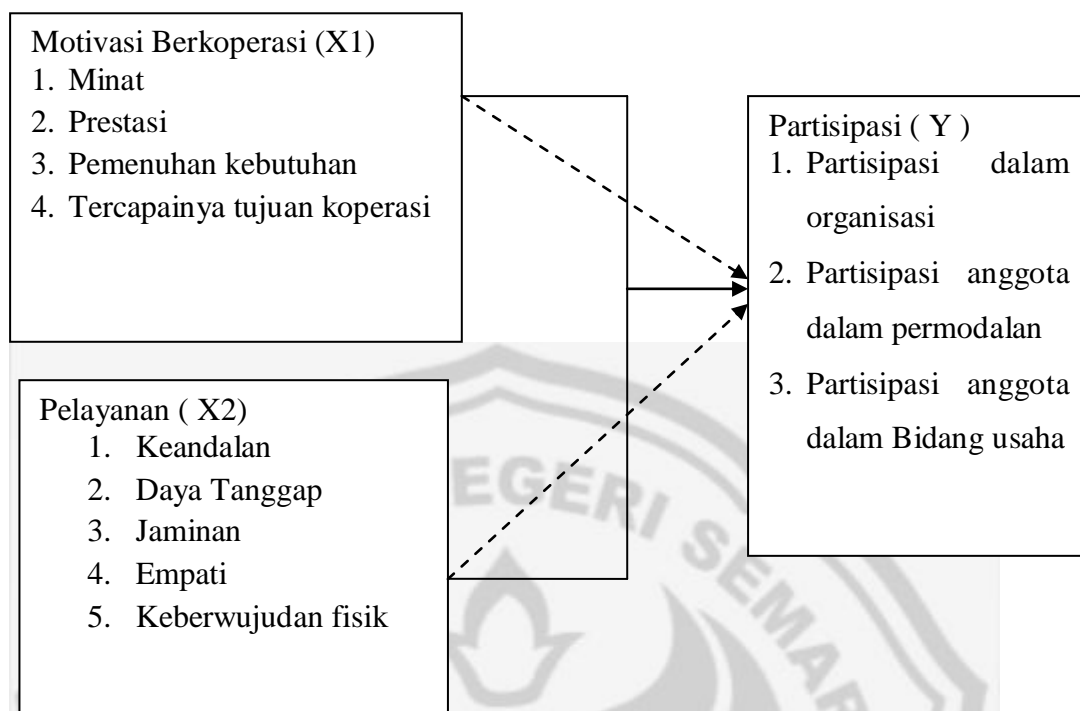 Motivasi Berkoperasi (X1)
1. Minat
2. Prestasi
3. Pemenuhan kebutuhan
4. Tercapainya tujuan koperasi
Partisipasi ( Y )
1. Partisipasi dalam
organisasi
2. Partisipasi anggota
dalam permodalan
3. Partisipasi anggota
dalam Bidang usaha
Pelayanan ( X2)
1. Keandalan
2. Daya Tanggap
3. Jaminan
4. Empati
5. Keberwujudan fisik
EGERI SEMAR